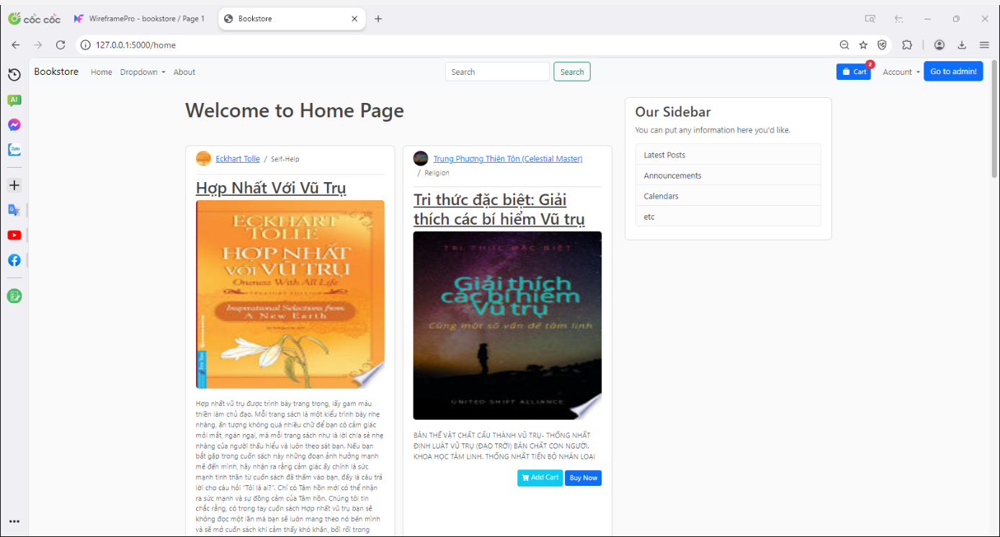 cốc cốc
WireframePro - bookstore / Page 1
Bookstore
127.0.0.1:5000/home
Bookstore
Home
Dropdown
About
Search
Search
2
Cart
Account
Go to admin!
AI
Zalo
Welcome to Home Page
Eckhart Tolle / Self-Help
Hợp Nhất Với Vũ Trụ
ECKHART
TOLLE
HỢP NHẤT
VỚI VŨ TRỤ
Oneness With All Life
Inspirational Selections from
A New Earth
Hợp nhất vũ trụ được trình bày trang trọng, lấy gam màu
thiền làm chủ đạo. Mỗi trang sách là một kiểu trình bày nhẹ
nhàng, ấn tượng không quá nhiều chữ để bạn có cảm giác
mỏi mắt, ngán ngại, mà mỗi trang sách như là lời chia sẻ nhẹ
nhàng của người thấu hiểu và luôn theo sát bạn. Nếu bạn
bắt gặp trong cuốn sách này những đoạn ảnh hưởng mạnh
mẽ đến mình, hãy nhận ra rằng cảm giác ấy chính là sức
mạnh tinh thần từ cuốn sách đã thấm vào bạn, đấy là câu trả
lời cho câu hỏi "Tôi là ai?". Chỉ có Tâm hồn mới có thể nhận
ra sức mạnh và sự đồng cảm của Tâm hồn. Chúng tôi tin
chắc rằng, có trong tay cuốn sách Hợp nhất vũ trụ bạn sẽ
không đọc một lần mà bạn sẽ luôn mang theo nó bên mình
và sẽ mở cuốn sách khi cảm thấy khó khăn, bối rối trong
Trung Phương Thiên Tôn (Celestial Master)
/ Religion
Tri thức đặc biệt: Giải
thích các bí hiểm Vũ trụ
TRI THỨC ĐẶC BIỆT
Giải thích
các bí hiểm
Vũ trụ
Cùng một số vấn đề tâm linh
UNITED SHIFT ALLIANCE
BẢN THỂ VẬT CHẤT CẤU THÀNH VŨ TRỤ- THỐNG NHẤT
ĐỊNH LUẬT VŨ TRỤ (ĐẠO TRỜI) BẢN CHẤT CON NGƯỜI.
KHOA HỌC TÂM LINH. THỐNG NHẤT TIẾN BỘ NHÂN LOẠI
Add Cart
Buy Now
Our Sidebar
You can put any information here you'd like.
Latest Posts
Announcements
Calendars
etc